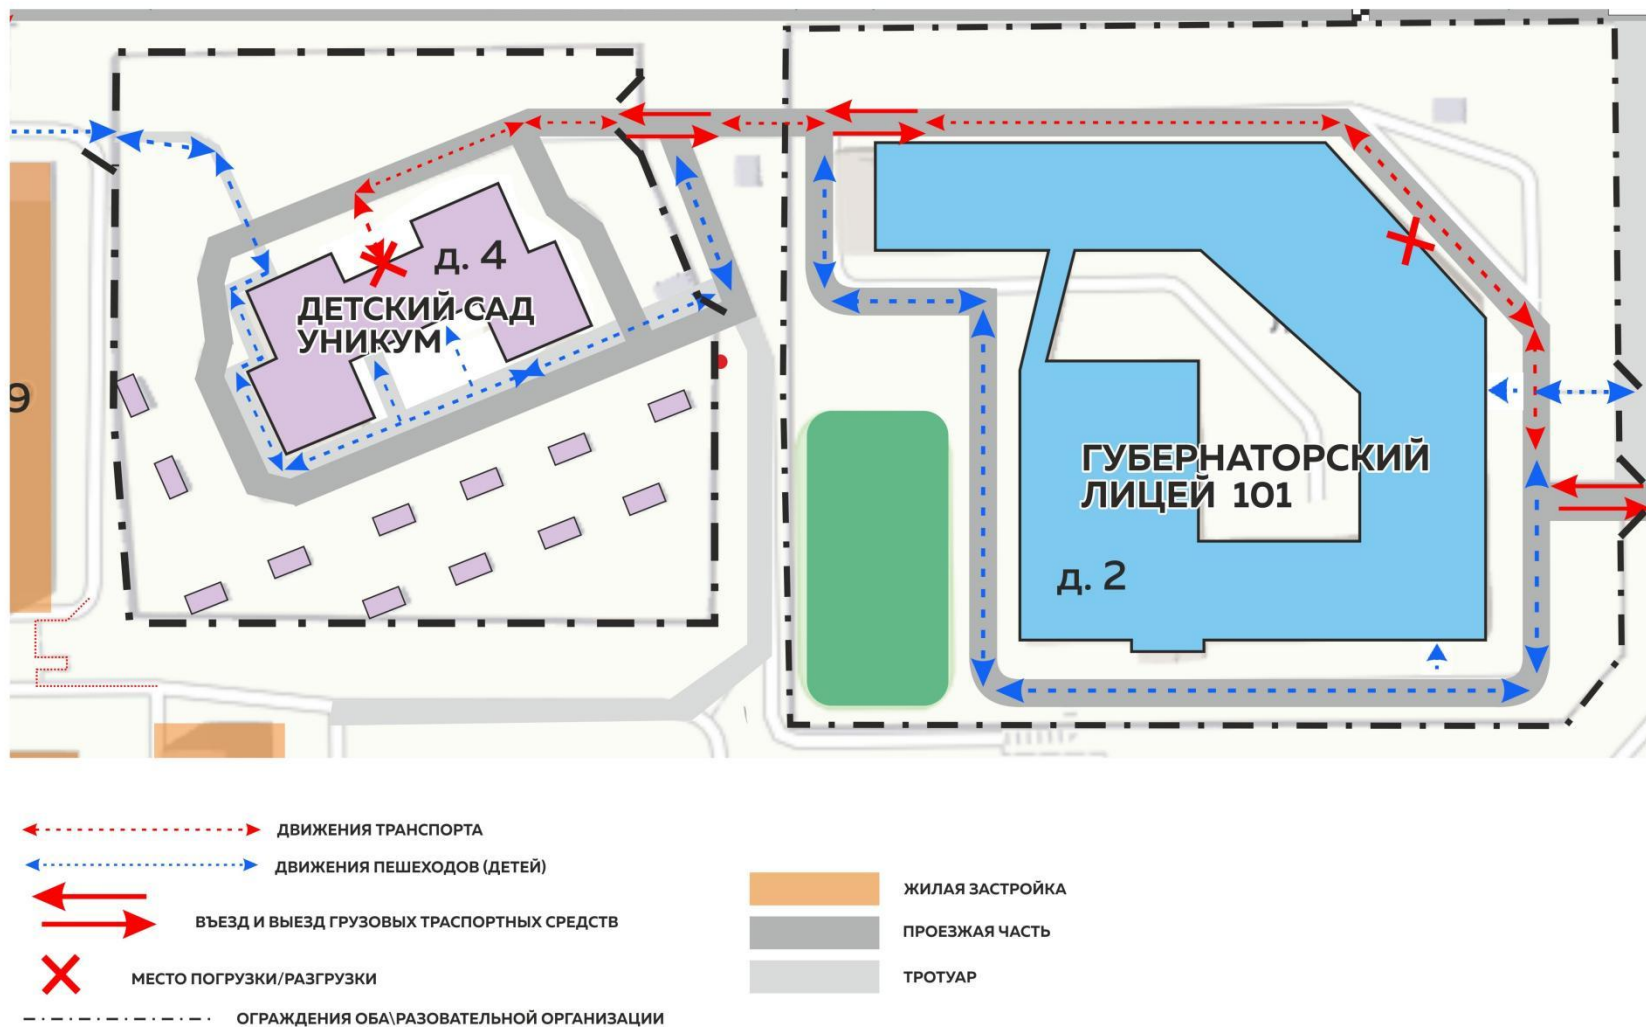 д. 4
ДЕТСКИЙ САД
УНИКУМ
9
ГУБЕРНАТОРСКИЙ
ЛИЦЕЙ 101
д. 2
ДВИЖЕНИЯ ТРАНСПОРТА
ДВИЖЕНИЯ ПЕШЕХОДОВ (ДЕТЕЙ)
ВЪЕЗД И ВЫЕЗД ГРУЗОВЫХ ТРАСПОРТНЫХ СРЕДСТВ
МЕСТО ПОГРУЗКИ/РАЗГРУЗКИ
ОГРАЖДЕНИЯ ОБА\РАЗОВАТЕЛЬНОЙ ОРГАНИЗАЦИИ
ЖИЛАЯ ЗАСТРОЙКА
ПРОЕЗЖАЯ ЧАСТЬ
ТРОТУАР